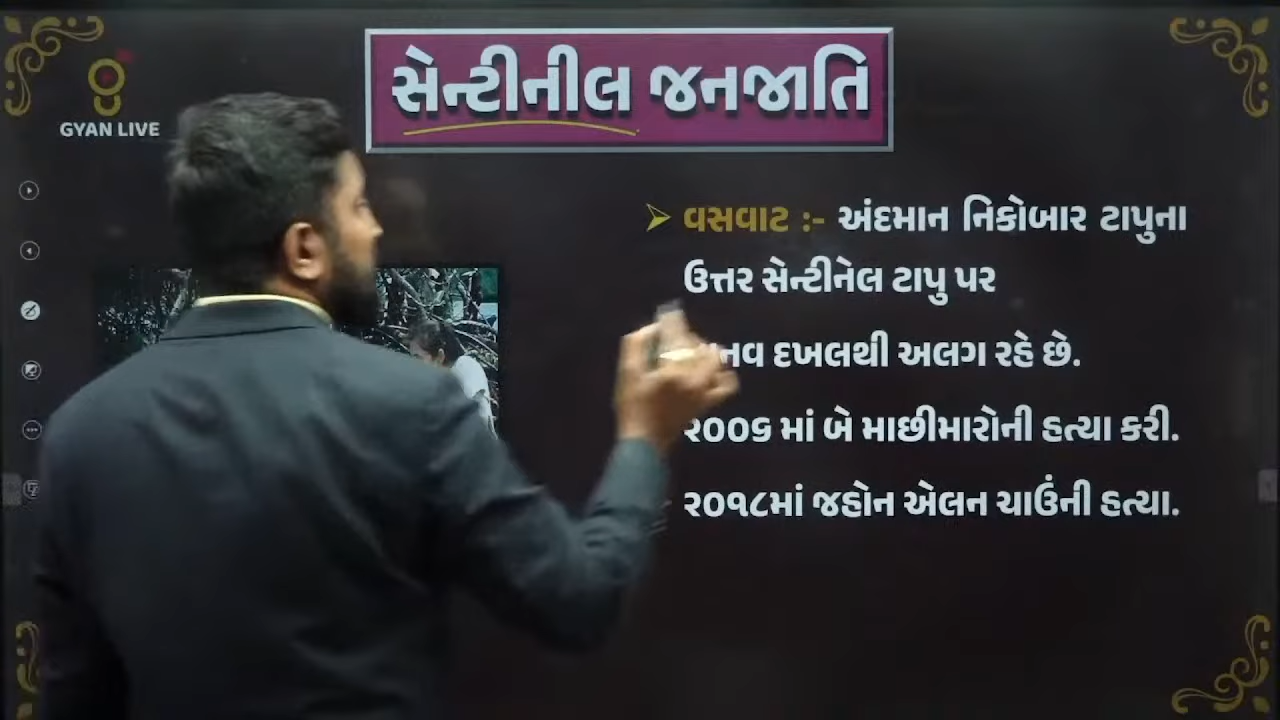 GYAN LIVE
સેન્ટીનીલ જનજાતિ
વસવાટ :- અંદમાન નિકોબાર ટાપુના
ઉત્તર સેન્ટીનેલ ટાપુ પર
દખલથી અલગ રહે છે.
૨૦૦૬ માં બે માછીમારોની હત્યા કરી.
૨૦૧૮માં જહોન એલન ચાઉંની હત્યા.